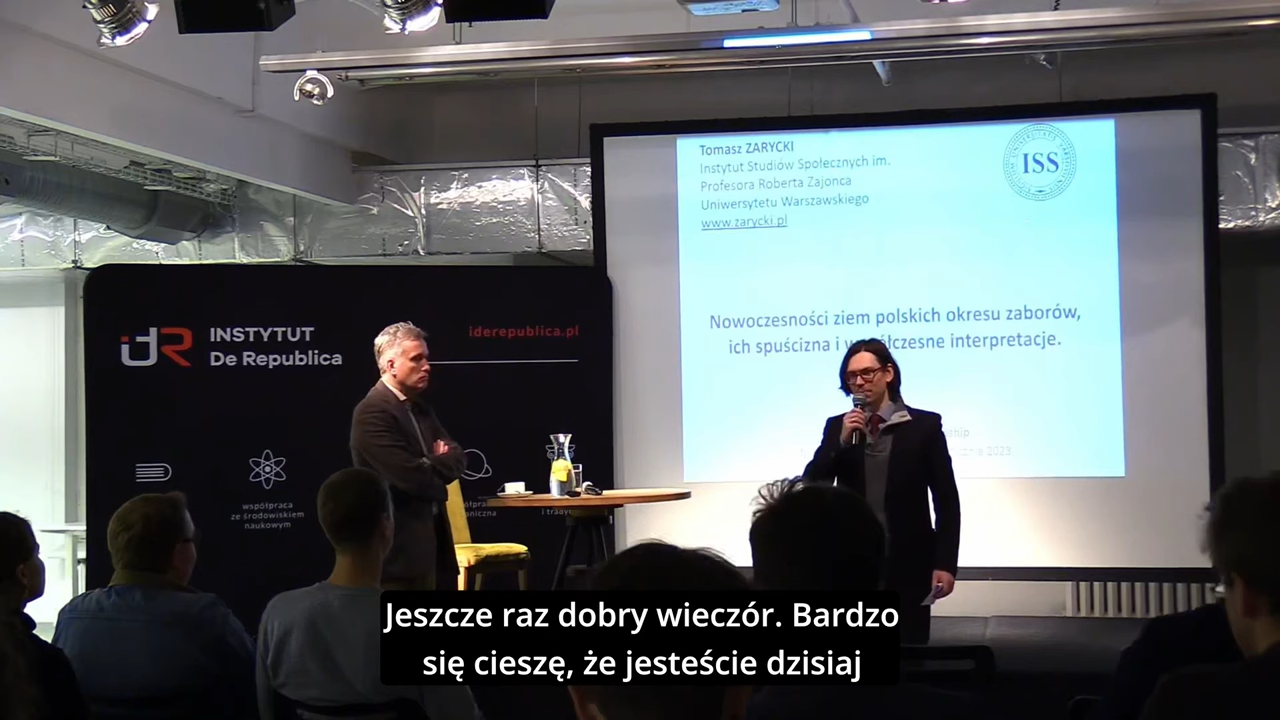 Tomasz ZARYCKI
Instytut Studiów Społecznych im.
Profesora Roberta Zajonca
Uniwersytetu Warszawskiego
www.zarycki.pl
ISS
Nowoczesności ziem polskich okresu zaborów,
ich spuścizna i interpretacje.
2023
iDR
INSTYTUT
De Republica
iderepublica.pl
współpraca
ze środowiskiem
naukowym
Jeszcze raz dobry wieczór. Bardzo
się cieszę, że jesteście dzisiaj